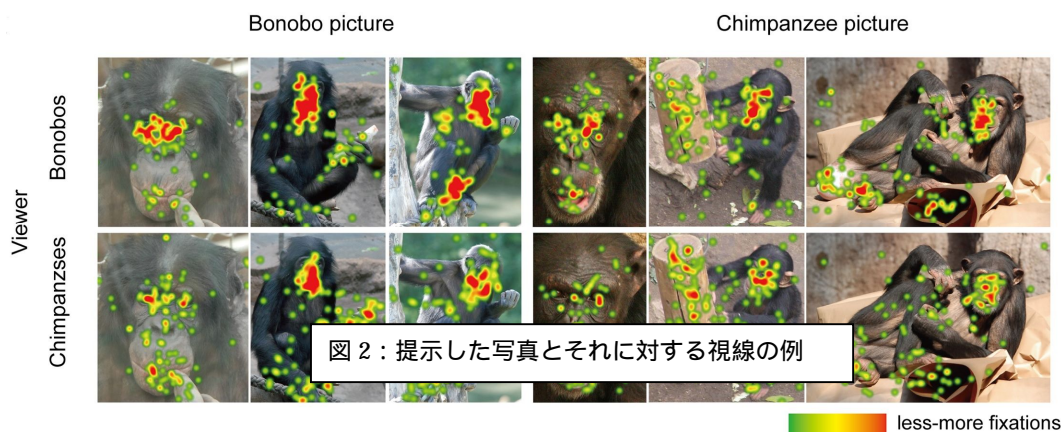 Bonobo picture
Chimpanzee picture
Viewer
Bonobos
Chimpanzses
図2：提示した写真とそれに対する視線の例
less-more fixations